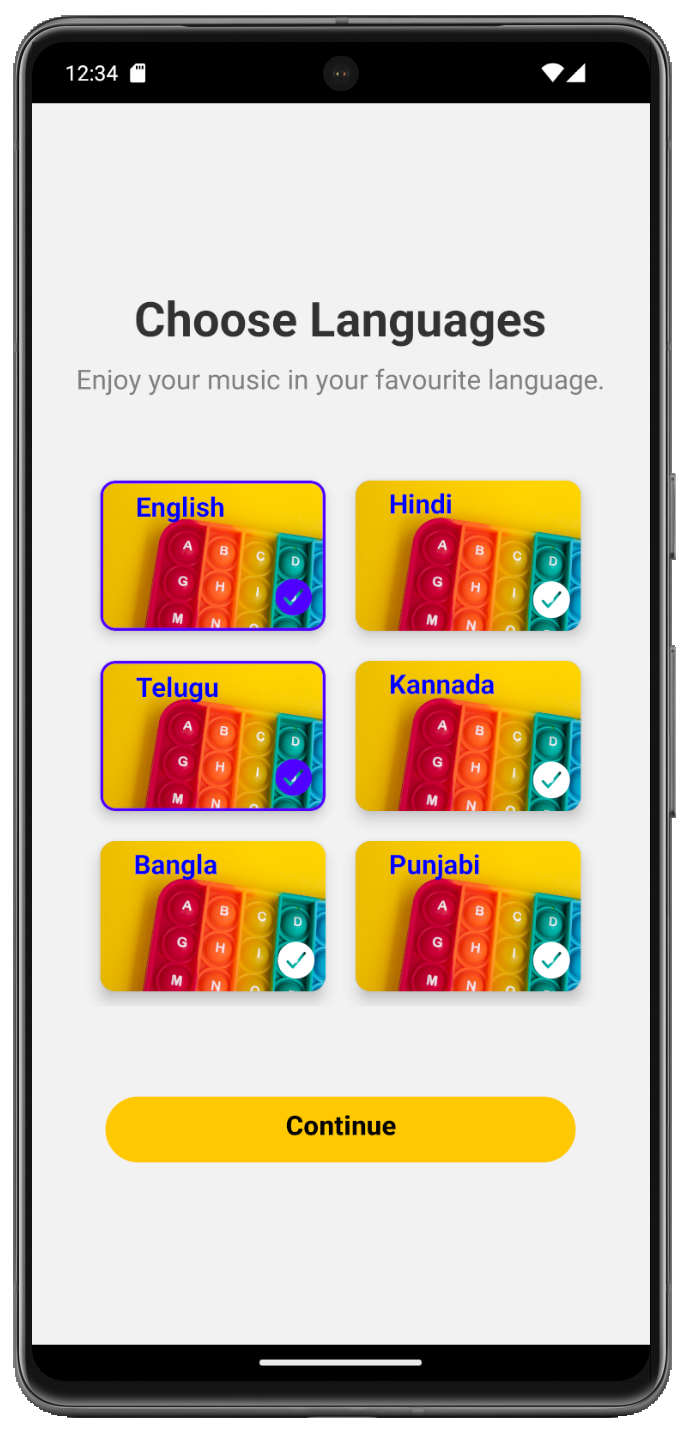 12:34
Choose Languages
Enjoy your music in your favourite language.
English
A B C D
G H I
M N
Hindi
A B C D
G H I
M N
Telugu
A B C D
G H I
M N
Kannada
A B C D
G H I
M N
Bangla
A B C D
G H I
M N
Punjabi
A B C D
G H I
M N
Continue